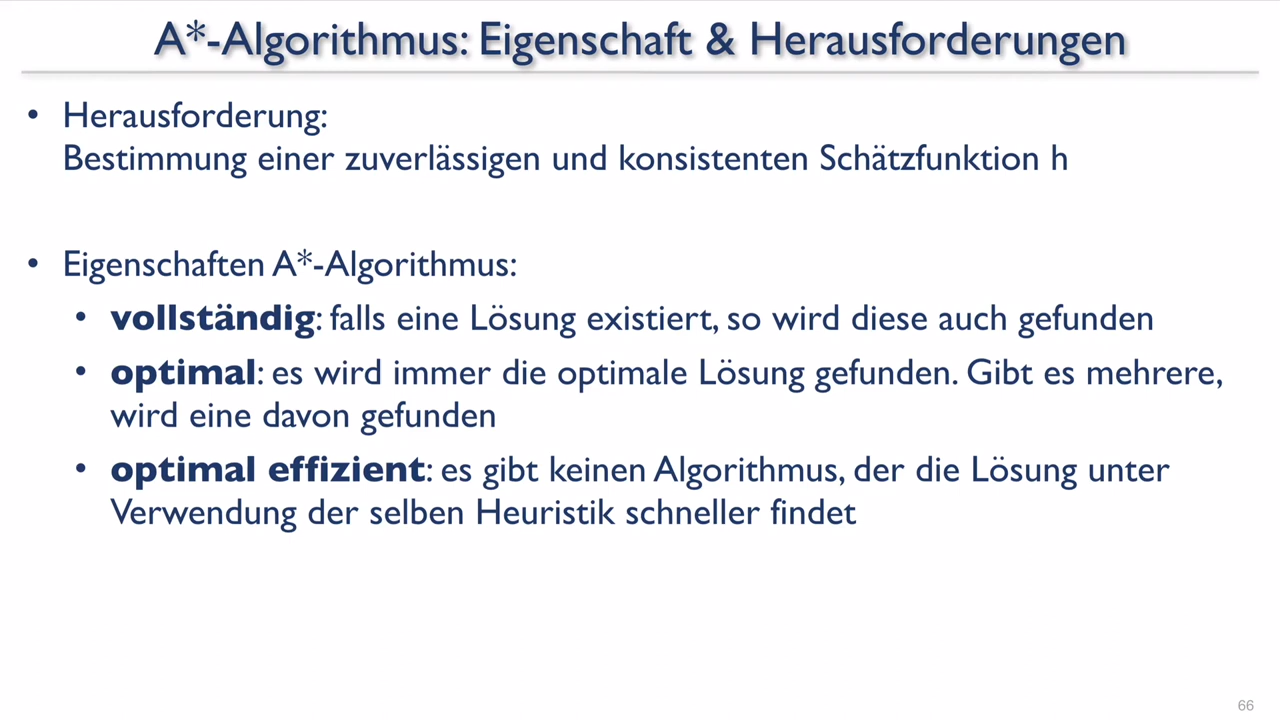 A*-Algorithmus: Eigenschaft & Herausforderungen
• Herausforderung:
Bestimmung einer zuverlässigen und konsistenten Schätzfunktion h
• Eigenschaften A*-Algorithmus:
• vollständig: falls eine Lösung existiert, so wird diese auch gefunden
• optimal: es wird immer die optimale Lösung gefunden. Gibt es mehrere,
wird eine davon gefunden
• optimal effizient: es gibt keinen Algorithmus, der die Lösung unter
Verwendung der selben Heuristik schneller findet
66